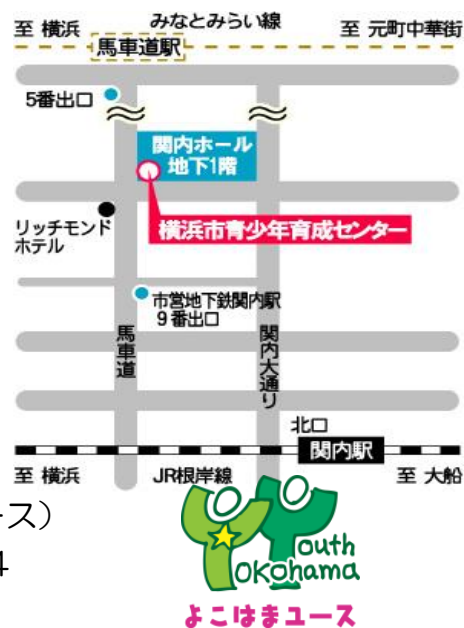 みなとみらい線
至 横浜
至 元町中華街
馬車道駅
5番出口
関内ホール
地下1階
横浜市青少年育成センター
リッチモンド
ホテル
市営地下鉄関内駅
9番出口
馬車道
関内大通り
北口
関内駅
至 横浜
JR根岸線
至 大船
ース)
4
Youth
Yokohama
よこはまユース